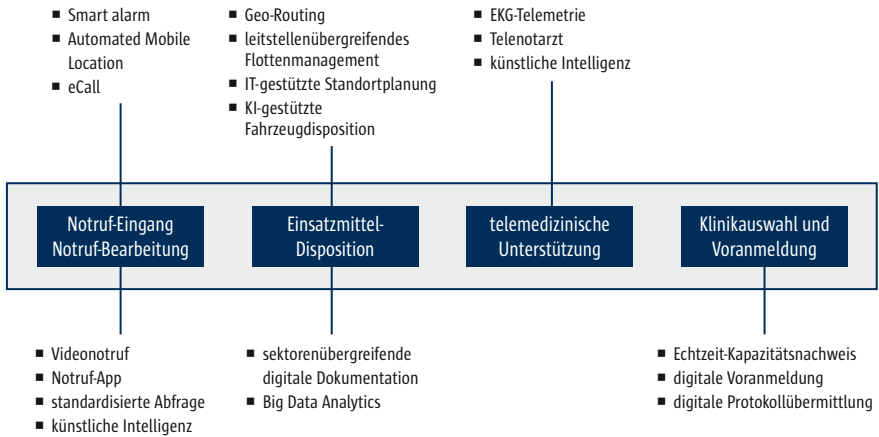 ■ Smart alarm
■ Automated Mobile
Location
■ eCall
■ Geo-Routing
■ leitstellenübergreifendes
Flottenmanagement
■ IT-gestützte Standortplanung
■ KI-gestützte
Fahrzeugdisposition
■ EKG-Telemetrie
■ Telenotarzt
■ künstliche Intelligenz
Notruf-Eingang
Notruf-Bearbeitung
Einsatzmittel-
Disposition
telemedizinische
Unterstützung
Klinikauswahl und
Voranmeldung
■ Videonotruf
■ Notruf-App
■ standardisierte Abfrage
■ künstliche Intelligenz
■ sektorenübergreifende
digitale Dokumentation
■ Big Data Analytics
■ Echtzeit-Kapazitätsnachweis
■ digitale Voranmeldung
■ digitale Protokollübermittlung